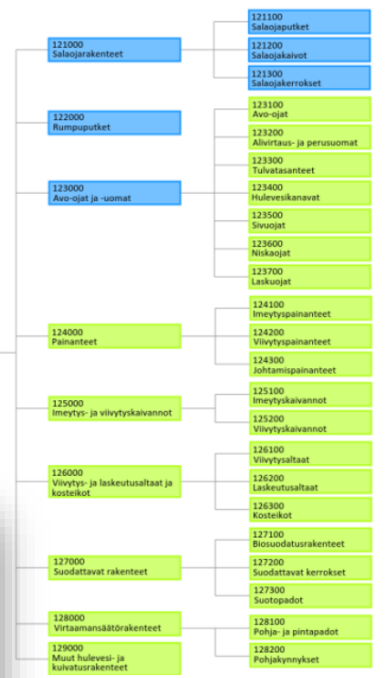 121000
Salaojarakenteet
121100
Salaojaputket
121200
Salaojakaivot
121300
Salaojakerrokset
122000
Rumpuputket
123000
Avo-ojat ja -uomat
123100
Avo-ojat
123200
Alivirtaus- ja perusuomat
123300
Tulvatasanteet
123400
Hulevesikanavat
123500
Sivuojat
123600
Niskaojat
123700
Laskuojat
124000
Painanteet
124100
Imeytyspainanteet
124200
Viivytyspainanteet
124300
Johtamispainanteet
125000
Imeytys- ja viivytyskaivannot
125100
Imeytyskaivannot
125200
Viivytyskaivannot
126000
Viivytys- ja laskeutusaltaat ja
kosteikot
126100
Viivytysaltaat
126200
Laskeutusaltaat
126300
Kosteikot
127000
Suodattavat rakenteet
127100
Biosuodatusrakenteet
127200
Suodattavat kerrokset
127300
Suotopadot
128000
Virtaamansäätörakenteet
128100
Pohja- ja pintapadot
128200
Pohjakynnykset
129000
Muut hulevesi- ja
kuivatusrakenteet